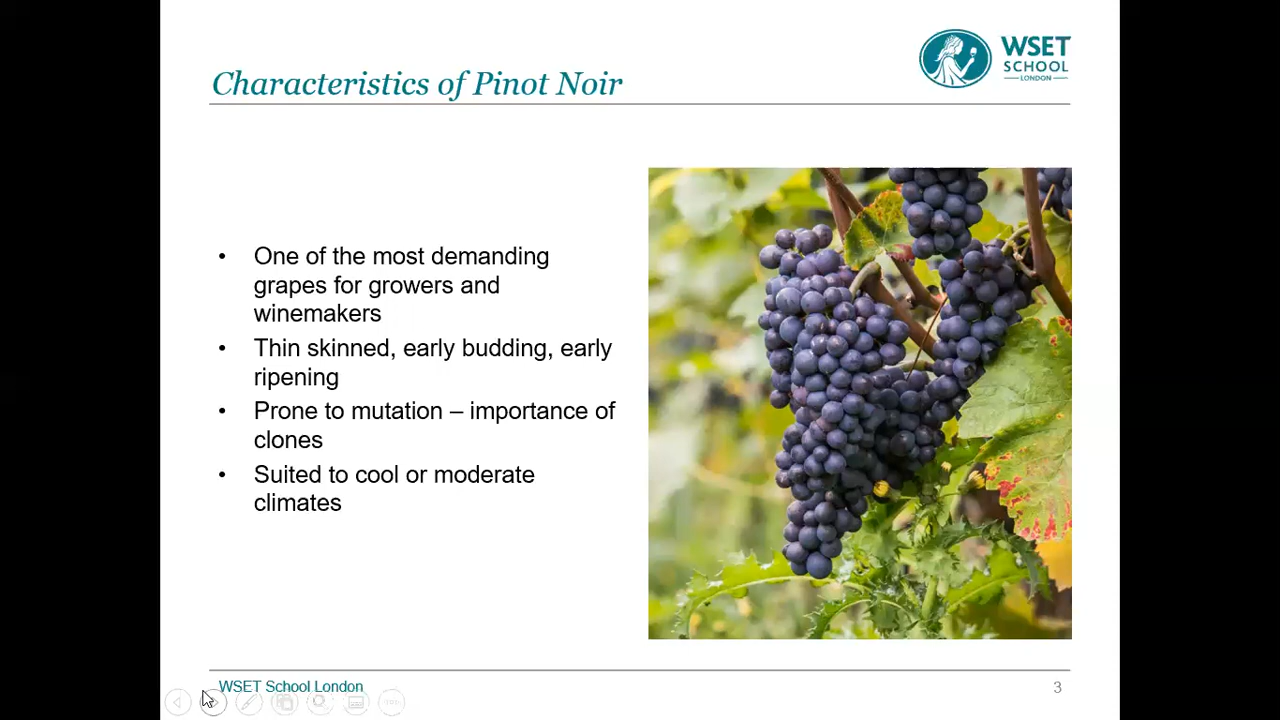 WSET
SCHOOL
LONDON
Characteristics of Pinot Noir
• One of the most demanding
grapes for growers and
winemakers
• Thin skinned, early budding, early
ripening
• Prone to mutation – importance of
clones
• Suited to cool or moderate
climates
WSET School London
3